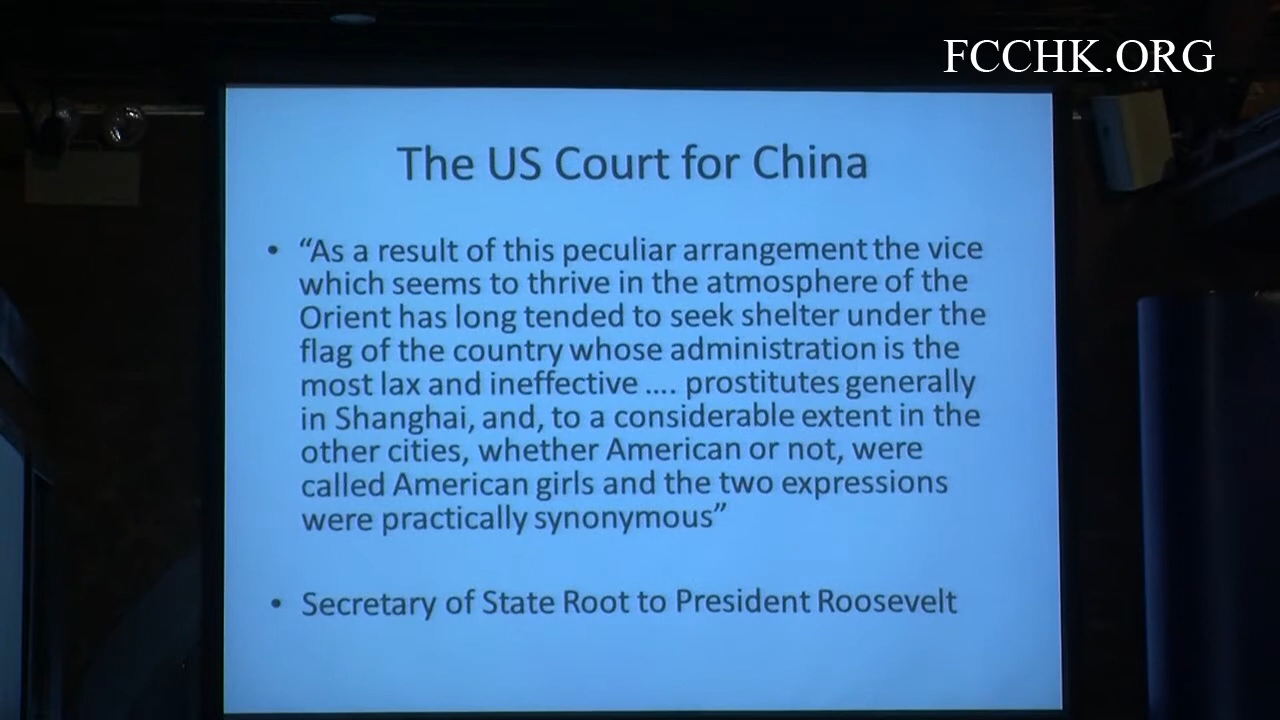 FCCHK.ORG
The US Court for China
• “As a result of this peculiar arrangement the vice
which seems to thrive in the atmosphere of the
Orient has long tended to seek shelter under the
flag of the country whose administration is the
most lax and ineffective .... prostitutes generally
in Shanghai, and, to a considerable extent in the
other cities, whether American or not, were
called American girls and the two expressions
were practically synonymous”
• Secretary of State Root to President Roosevelt